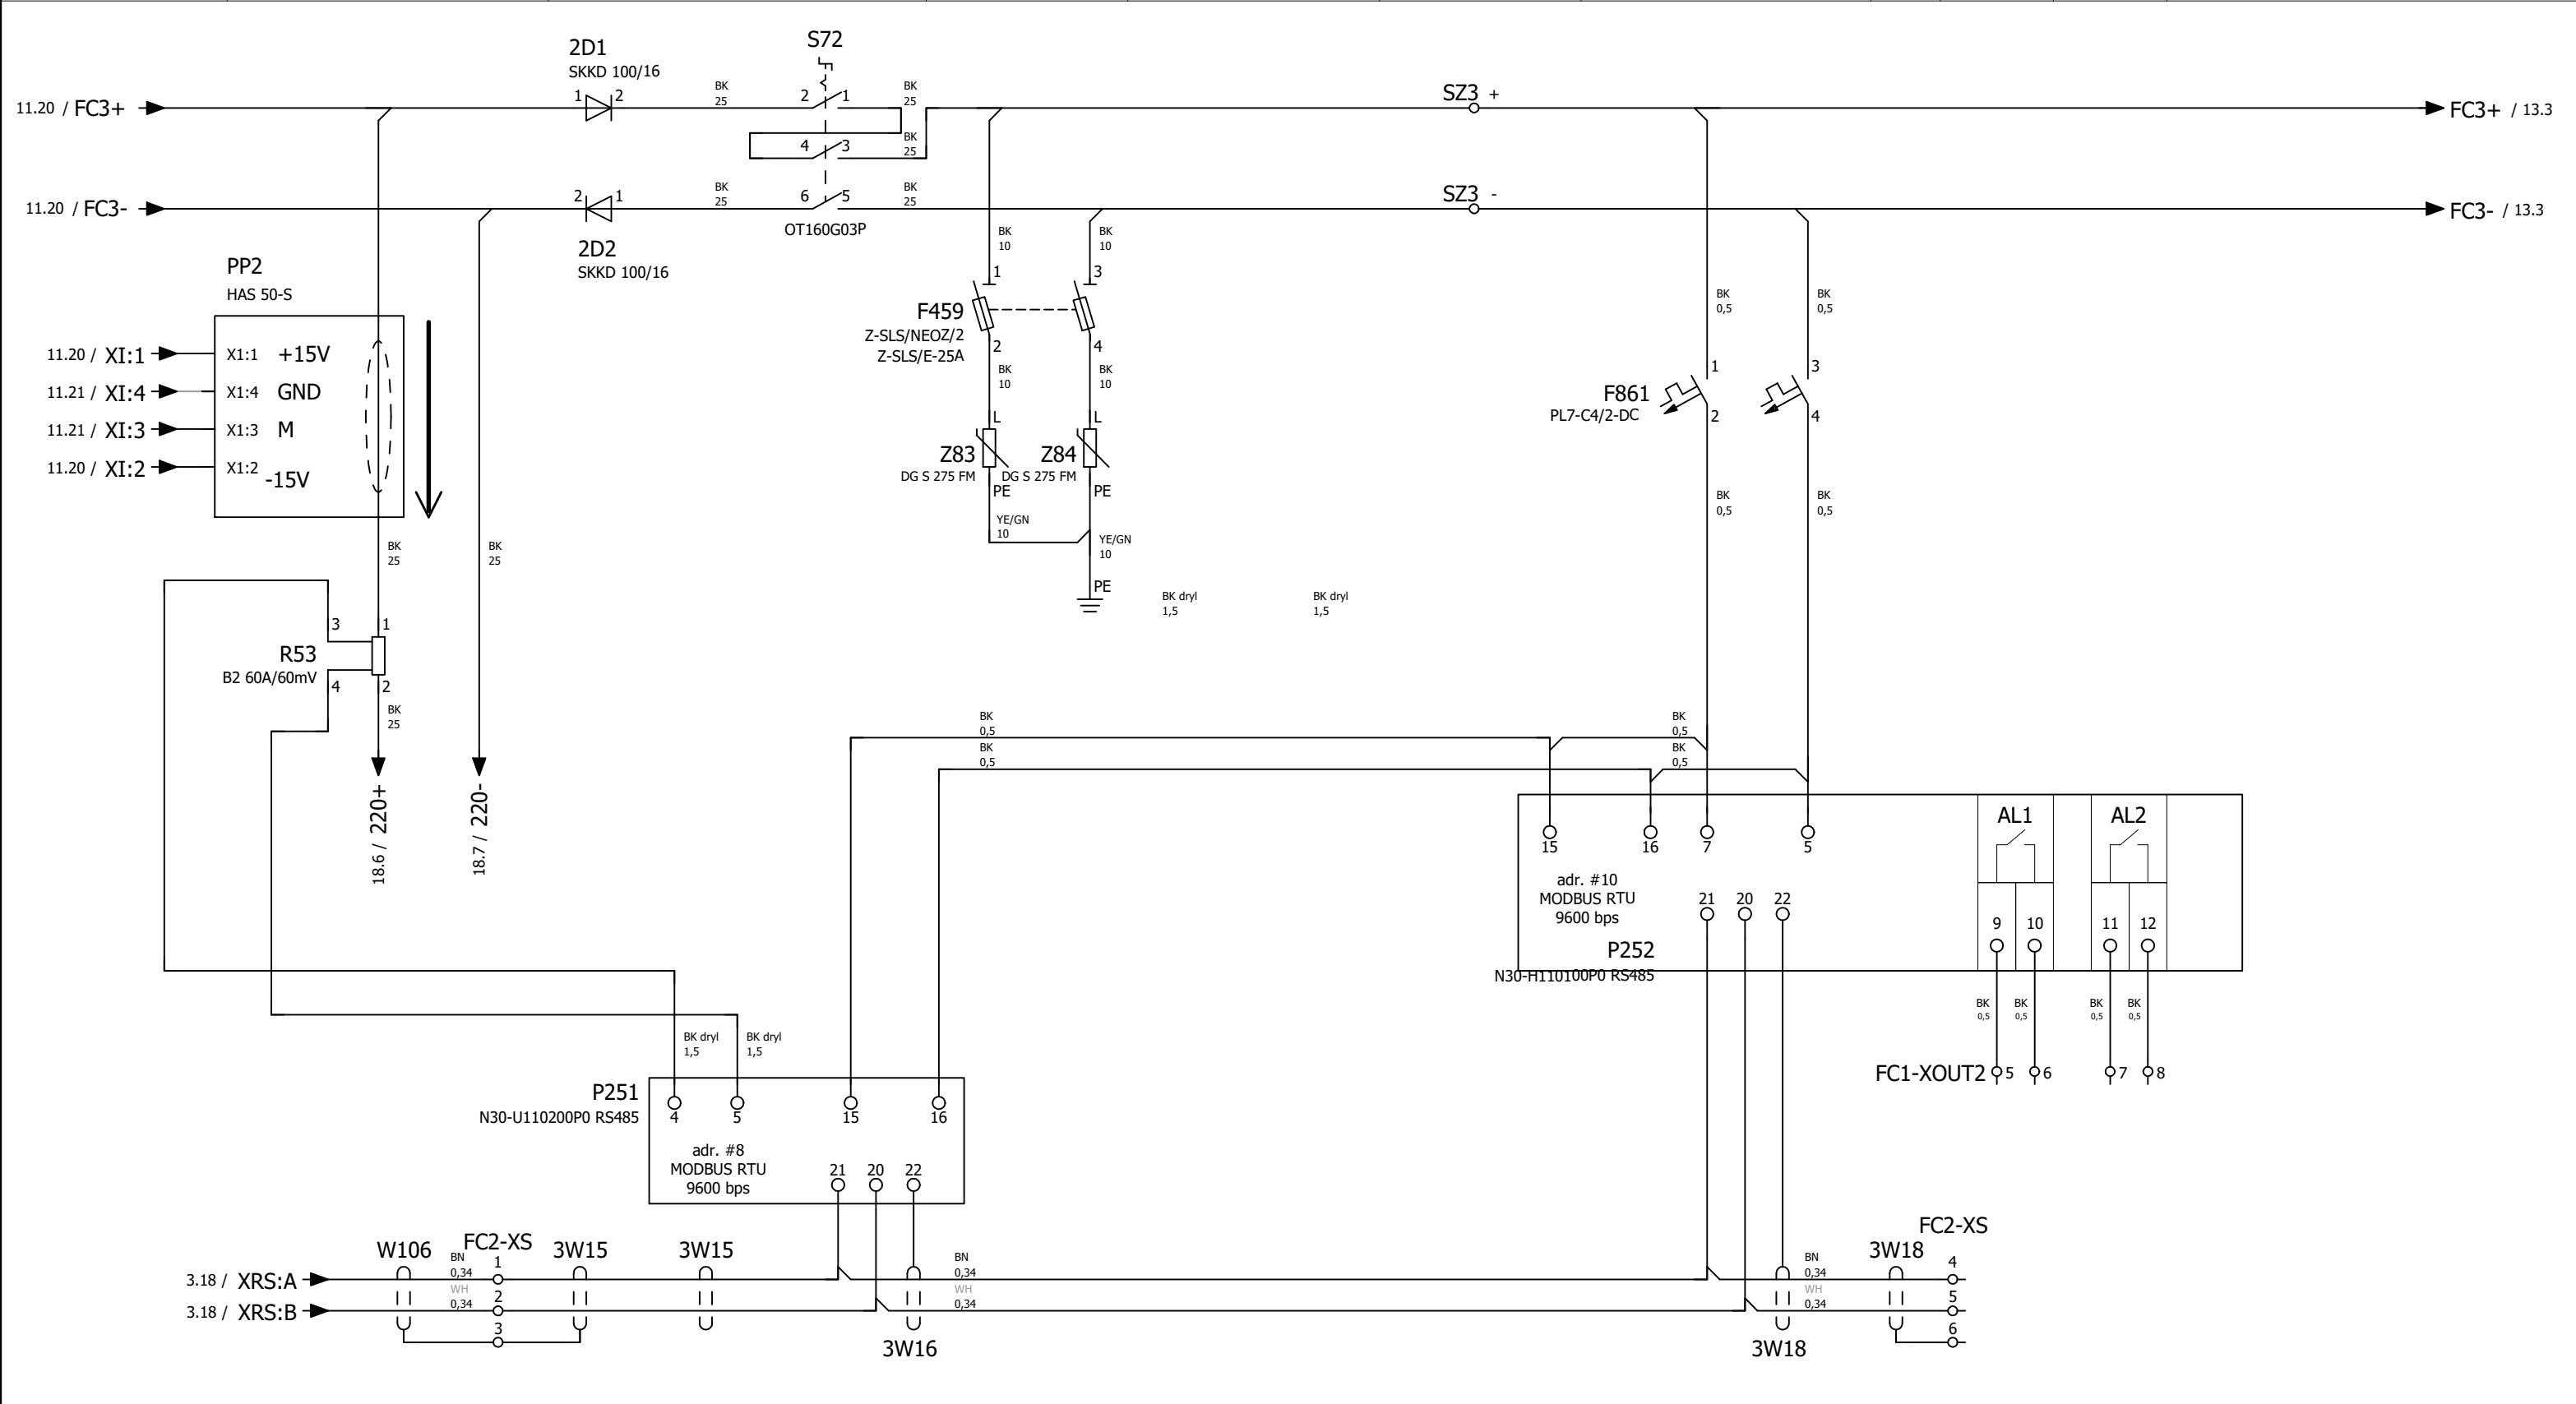 2D1
SKKD 100/16
S72
11.20 / FC3+
1 2
BK
25
2 1
BK
25
SZ3 +
FC3+ / 13.3
4 3
BK
25
11.20 / FC3-
2 1
BK
25
6 5
BK
25
SZ3 -
FC3- / 13.3
OT160G03P
2D2
SKKD 100/16
PP2
HAS 50-S
BK
10
BK
10
1
3
F459
Z-SLS/NEOZ/2
Z-SLS/E-25A
2
4
BK
10
BK
10
BK
0,5
BK
0,5
11.20 / XI:1
X1:1 +15V
11.21 / XI:4
X1:4 GND
11.21 / XI:3
X1:3 M
11.20 / XI:2
X1:2
-15V
1
3
F861
PL7-C4/2-DC
2
4
L
L
Z83
DG S 275 FM
Z84
DG S 275 FM
PE
PE
YE/GN
10
YE/GN
10
PE
BK
0,5
BK
0,5
BK
25
BK
25
BK dryl
1,5
BK dryl
1,5
3
1
R53
B2 60A/60mV
4
2
BK
25
18.6 / 220+
18.7 / 220-
BK
0,5
BK
0,5
BK
0,5
BK
0,5
15
16
7
5
AL1
AL2
adr. #10
MODBUS RTU
9600 bps
21
20
22
9
10
11
12
P252
N30-H110100P0 RS485
BK
0,5
BK
0,5
BK
0,5
BK
0,5
FC1-XOUT2
5
6
7
8
BK dryl
1,5
BK dryl
1,5
P251
N30-U110200P0 RS485
4
5
15
16
adr. #8
MODBUS RTU
9600 bps
21
20
22
W106
FC2-XS
3W15
3W15
FC2-XS
3W18
3.18 / XRS:A
BN
0,34
1
BN
0,34
BN
0,34
4
3.18 / XRS:B
WH
0,34
2
WH
0,34
WH
0,34
5
3
6
3W16
3W18